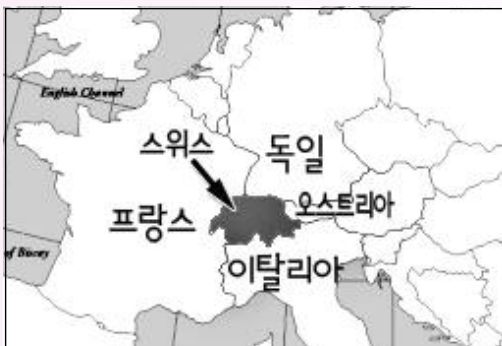 English Channel
스위스
독일
오스트리아
프랑스
of Biscay
이탈리아